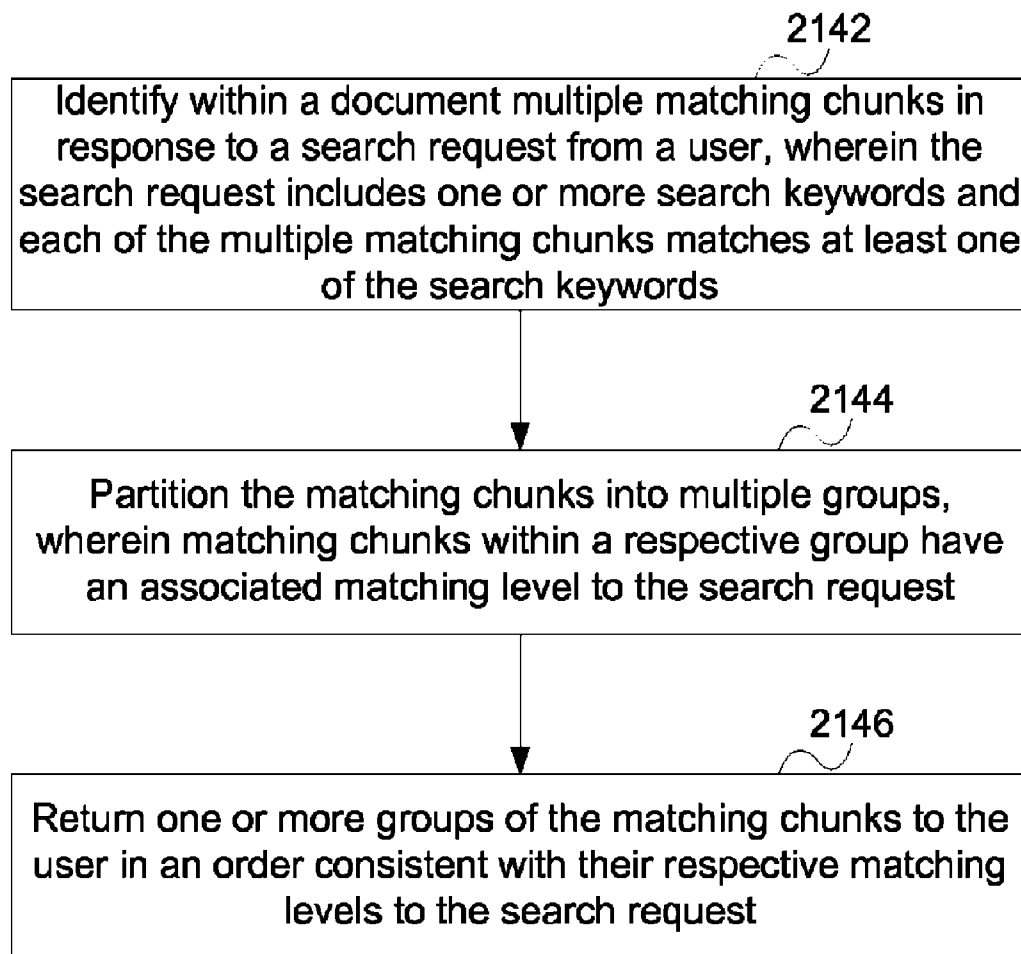 2142
Identify within a document multiple matching chunks in
response to a search request from a user, wherein the
search request includes one or more search keywords and
each of the multiple matching chunks matches at least one
of the search keywords
2144
Partition the matching chunks into multiple groups,
wherein matching chunks within a respective group have
an associated matching level to the search request
2146
Return one or more groups of the matching chunks to the
user in an order consistent with their respective matching
levels to the search request